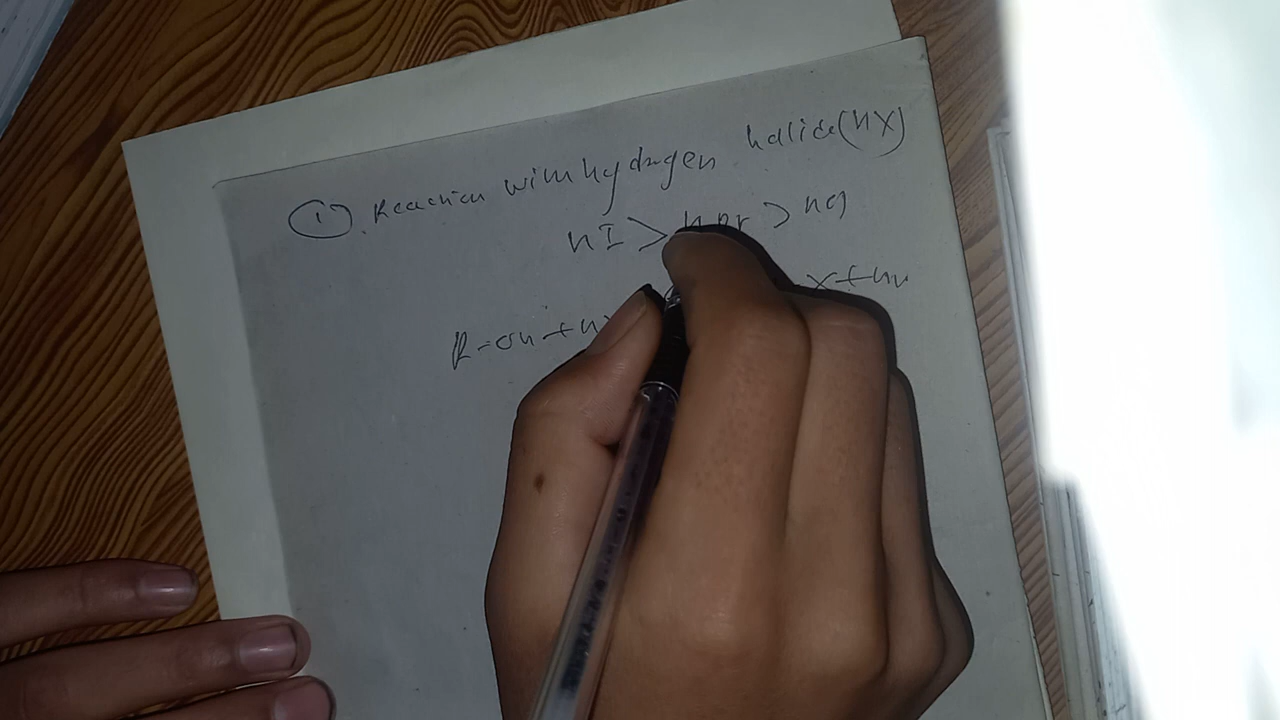 ① Reaction with hydrogen halide (HX)
HI > HBr > HCl
R-OH + HX
X + H